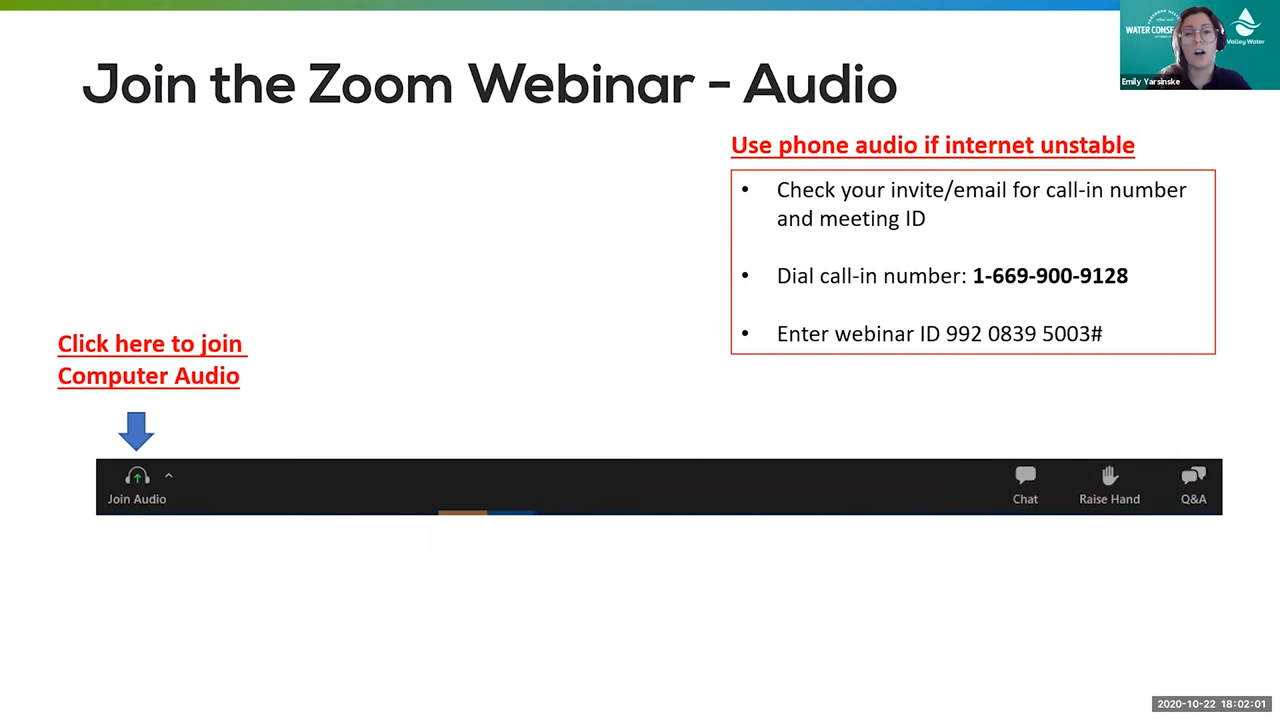 Join the Zoom Webinar - Audio
WATER CONSE
Valley Water
Emily Yarsinske
Use phone audio if internet unstable
• Check your invite/email for call-in number
and meeting ID
• Dial call-in number: 1-669-900-9128
• Enter webinar ID 992 0839 5003#
Click here to join
Computer Audio
Join Audio
Chat
Raise Hand
Q&A
2020-10-22 18:02:01